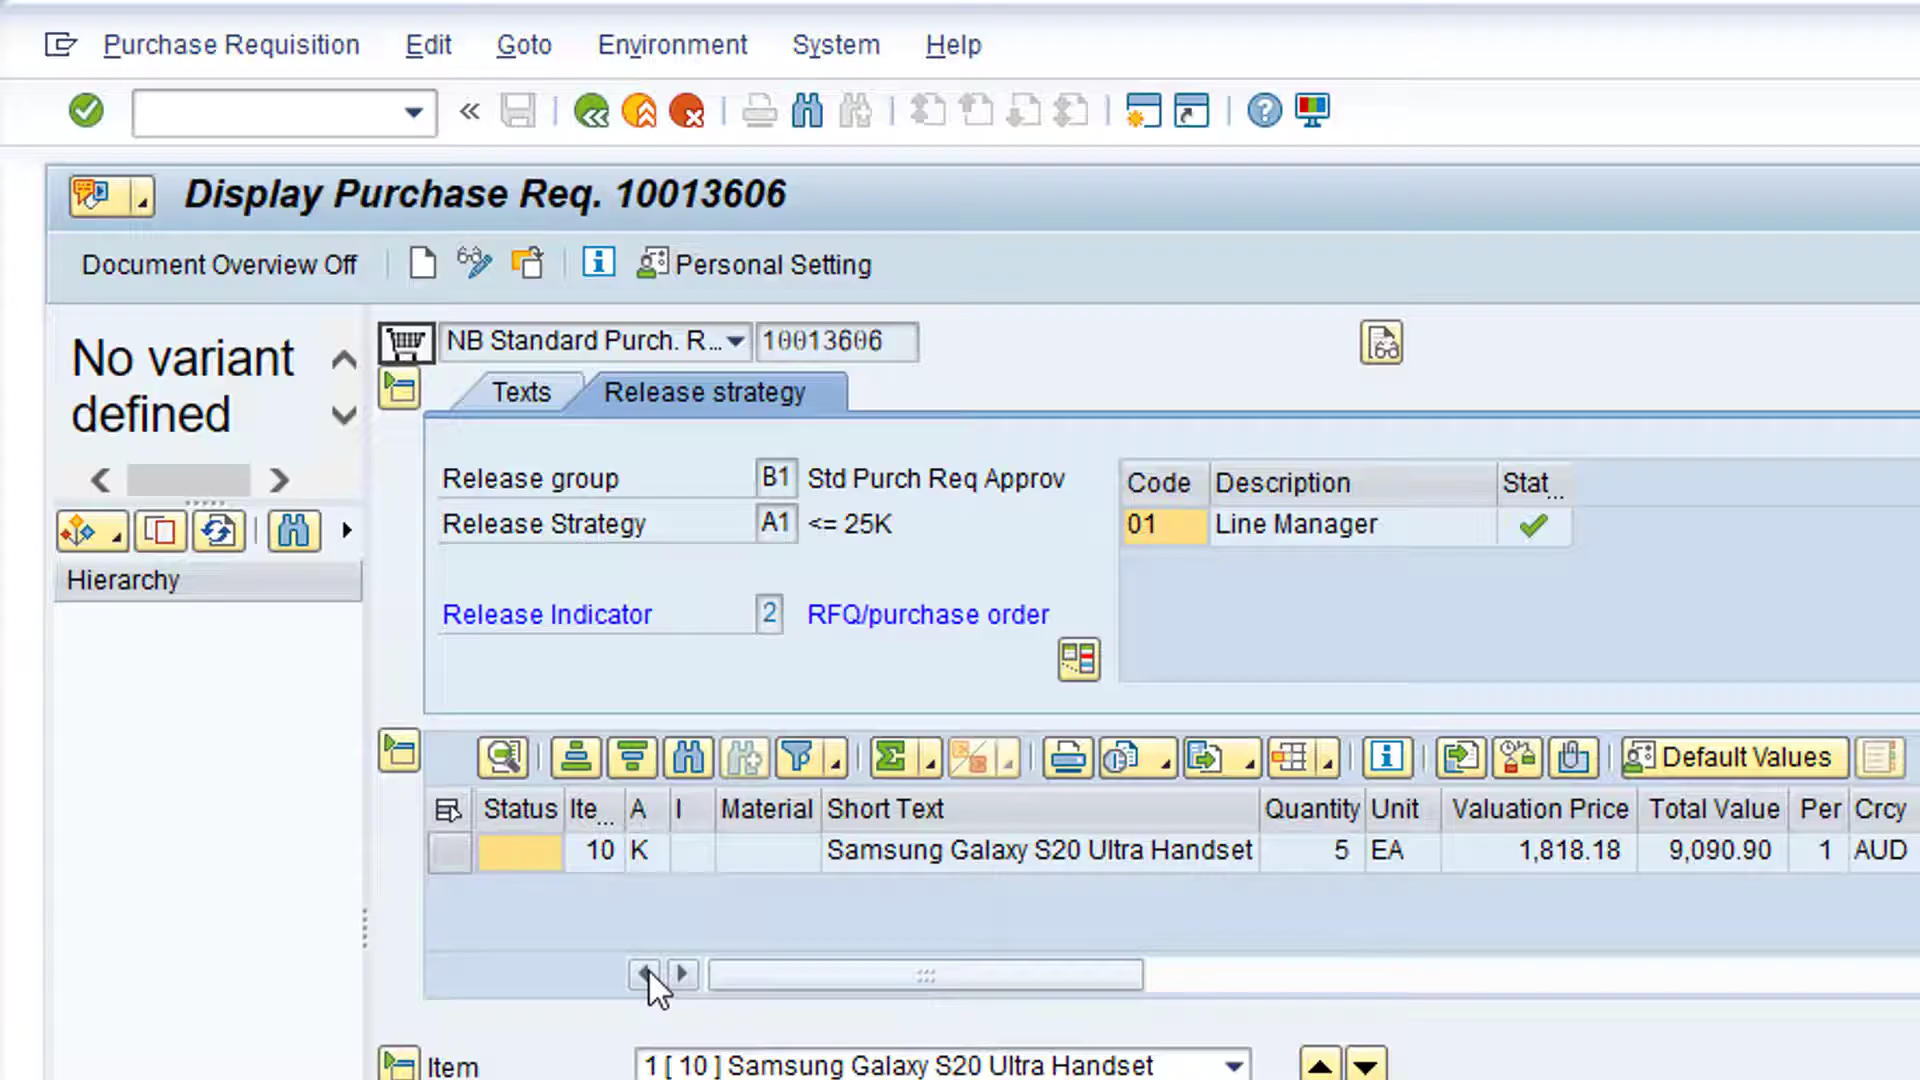 Purchase Requisition Edit Goto Environment System Help
Display Purchase Req. 10013606
Document Overview Off Personal Setting
No variant
defined
NB Standard Purch. R... 10013606
Texts Release strategy
Release group B1 Std Purch Req Approv
Release Strategy A1 <= 25K
Release Indicator 2 RFQ/purchase order
Code Description Stat...
01 Line Manager
Hierarchy
Default Values
Status Ite... A I Material Short Text Quantity Unit Valuation Price Total Value Per Crcy
10 K Samsung Galaxy S20 Ultra Handset 5 EA 1,818.18 9,090.90 1 AUD
Item 1 [ 10 ] Samsung Galaxy S20 Ultra Handset